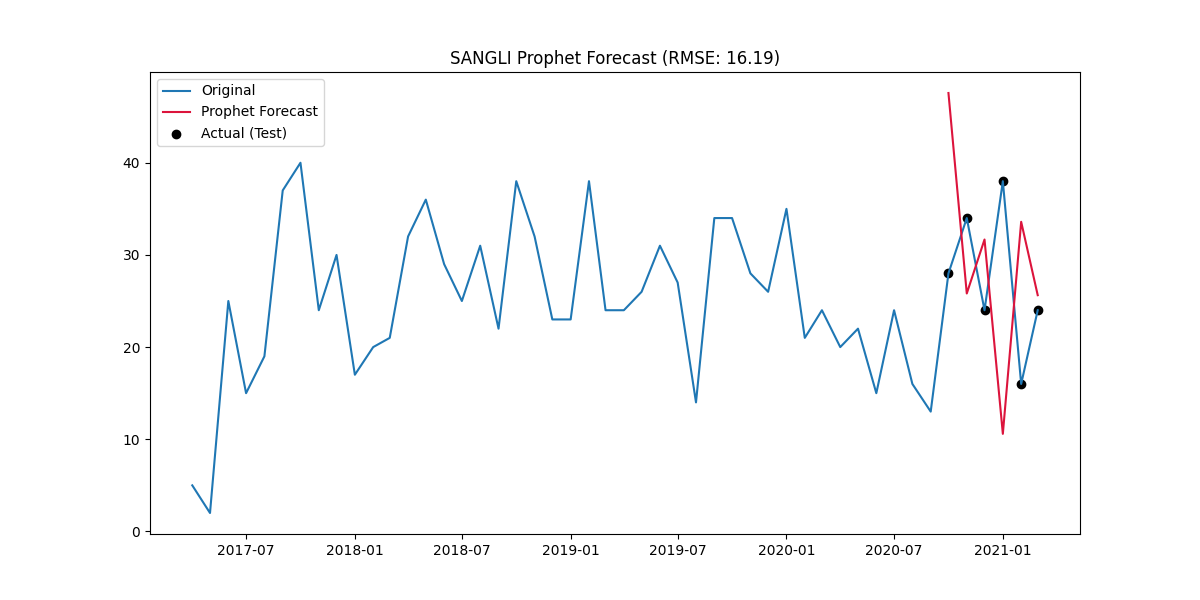 SANGLI Prophet Forecast (RMSE: 16.19)
Original
Prophet Forecast
Actual (Test)
40
30
20
10
0
2017-07 2018-01 2018-07 2019-01 2019-07 2020-01 2020-07 2021-01